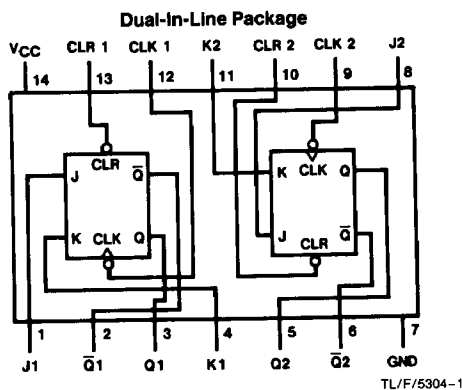 Dual-In-Line Package
VCC CLR 1 CLK 1 K2 CLR 2 CLK 2 J2
14 13 12 11 10 9 8
CLR CLK
J Q̅ K Q
K CLK Q J Q̅
CLR
1 2 3 4 5 6 7
J1 Q̅1 Q1 K1 Q2 Q̅2 GND
TL/F/5304-1